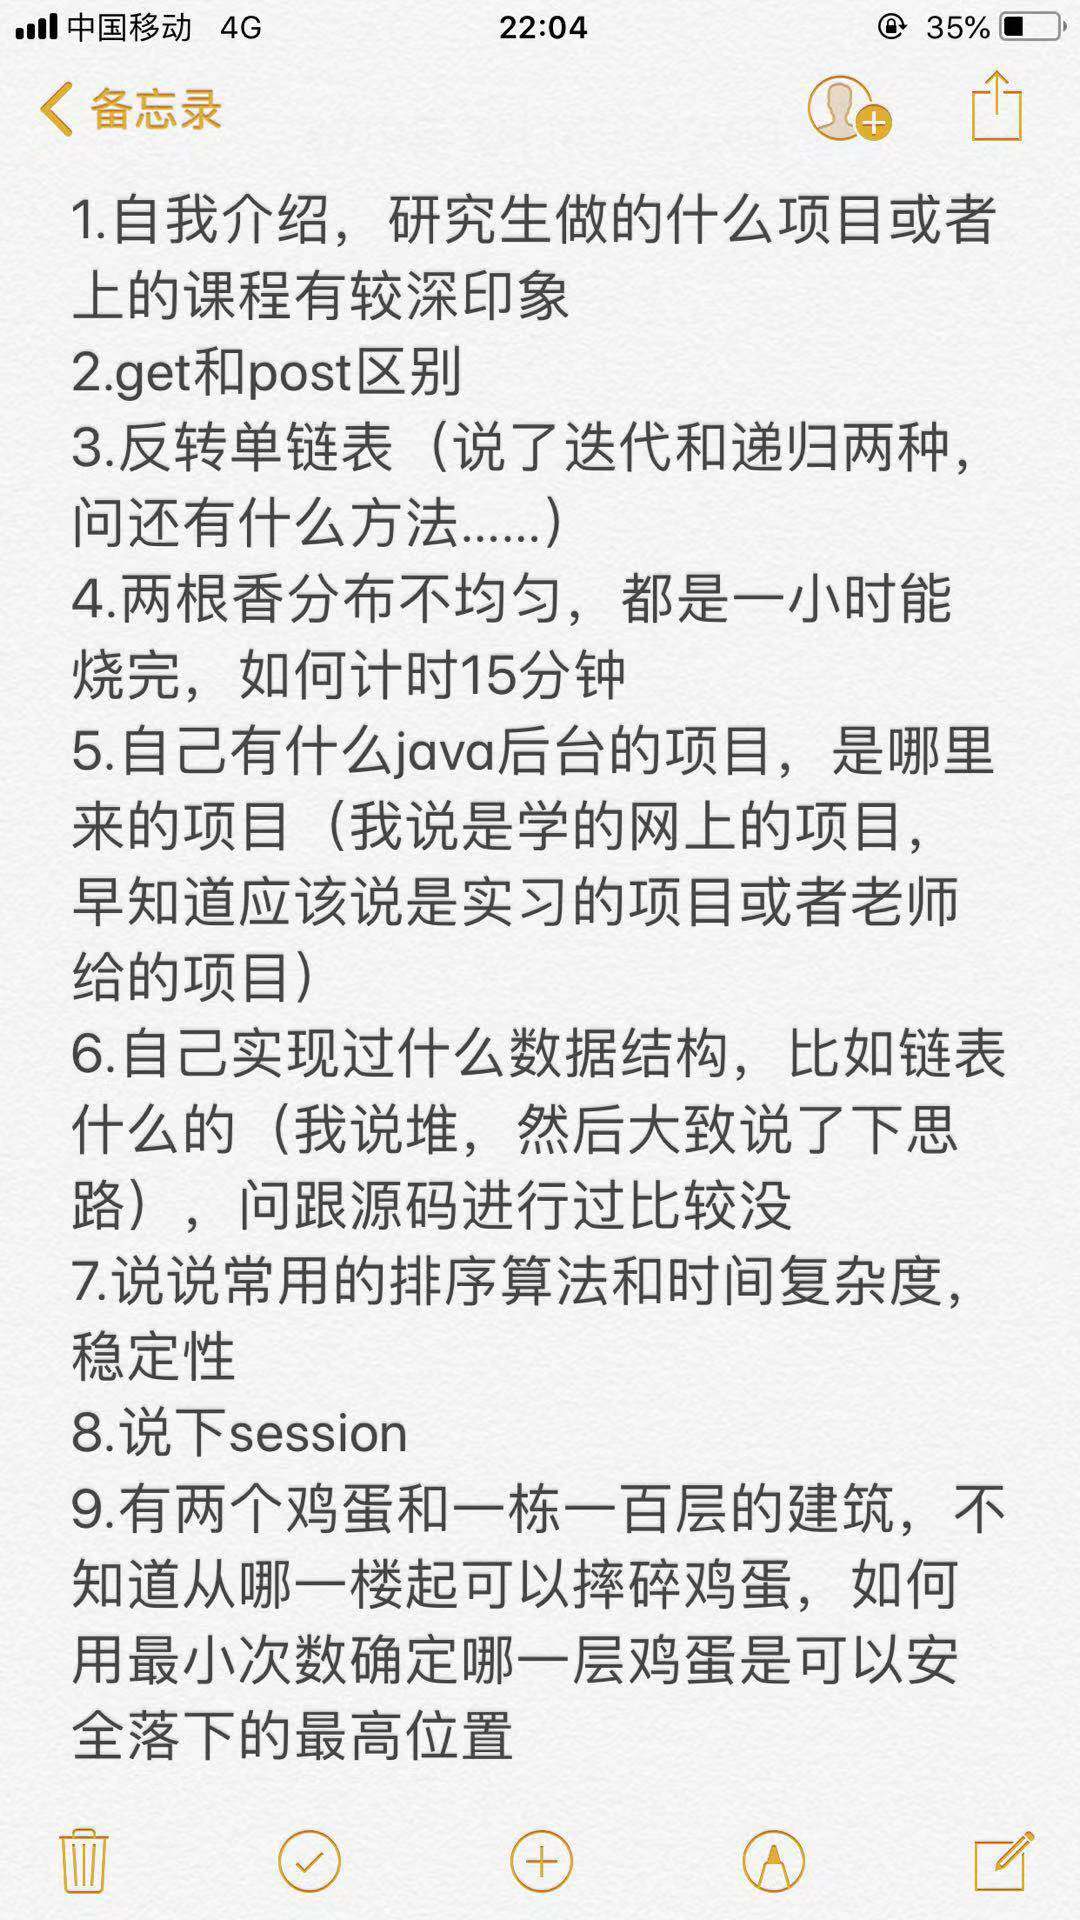 中国移动 4G 22:04 35%
备忘录
1.自我介绍，研究生做的什么项目或者
上的课程有较深印象
2.get和post区别
3.反转单链表（说了迭代和递归两种，
问还有什么方法……）
4.两根香分布不均匀，都是一小时能
烧完，如何计时15分钟
5.自己有什么java后台的项目，是哪里
来的项目（我说是学的网上的项目，
早知道应该说是实习的项目或者老师
给的项目）
6.自己实现过什么数据结构，比如链表
什么的（我说堆，然后大致说了下思
路），问跟源码进行过比较没
7.说说常用的排序算法和时间复杂度，
稳定性
8.说下session
9.有两个鸡蛋和一栋一百层的建筑，不
知道从哪一楼起可以摔碎鸡蛋，如何
用最小次数确定哪一层鸡蛋是可以安
全落下的最高位置